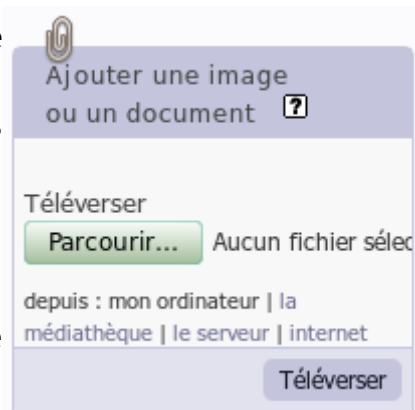 Ajouter une image
ou un document ?
Téléverser
Parcourir... Aucun fichier sélec
depuis : mon ordinateur | la
médiathèque | le serveur | internet
Téléverser